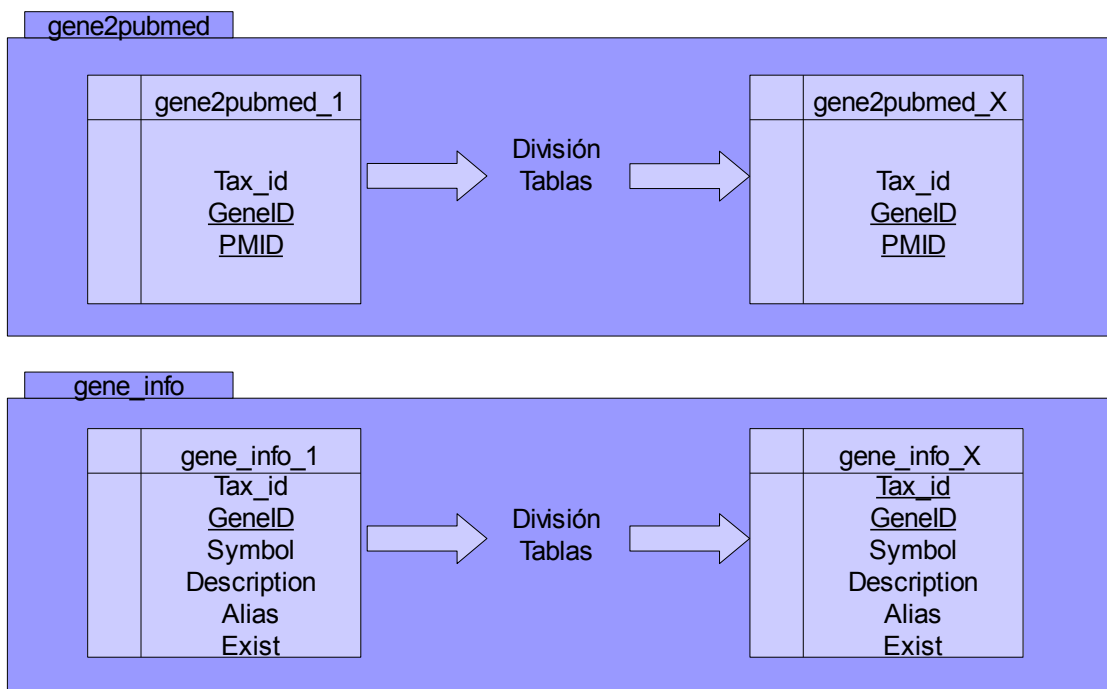 gene2pubmed
gene2pubmed_1
Tax_id
GeneID
PMID
División
Tablas
gene2pubmed_X
Tax_id
GeneID
PMID
gene_info
gene_info_1
Tax_id
GeneID
Symbol
Description
Alias
Exist
División
Tablas
gene_info_X
Tax_id
GeneID
Symbol
Description
Alias
Exist